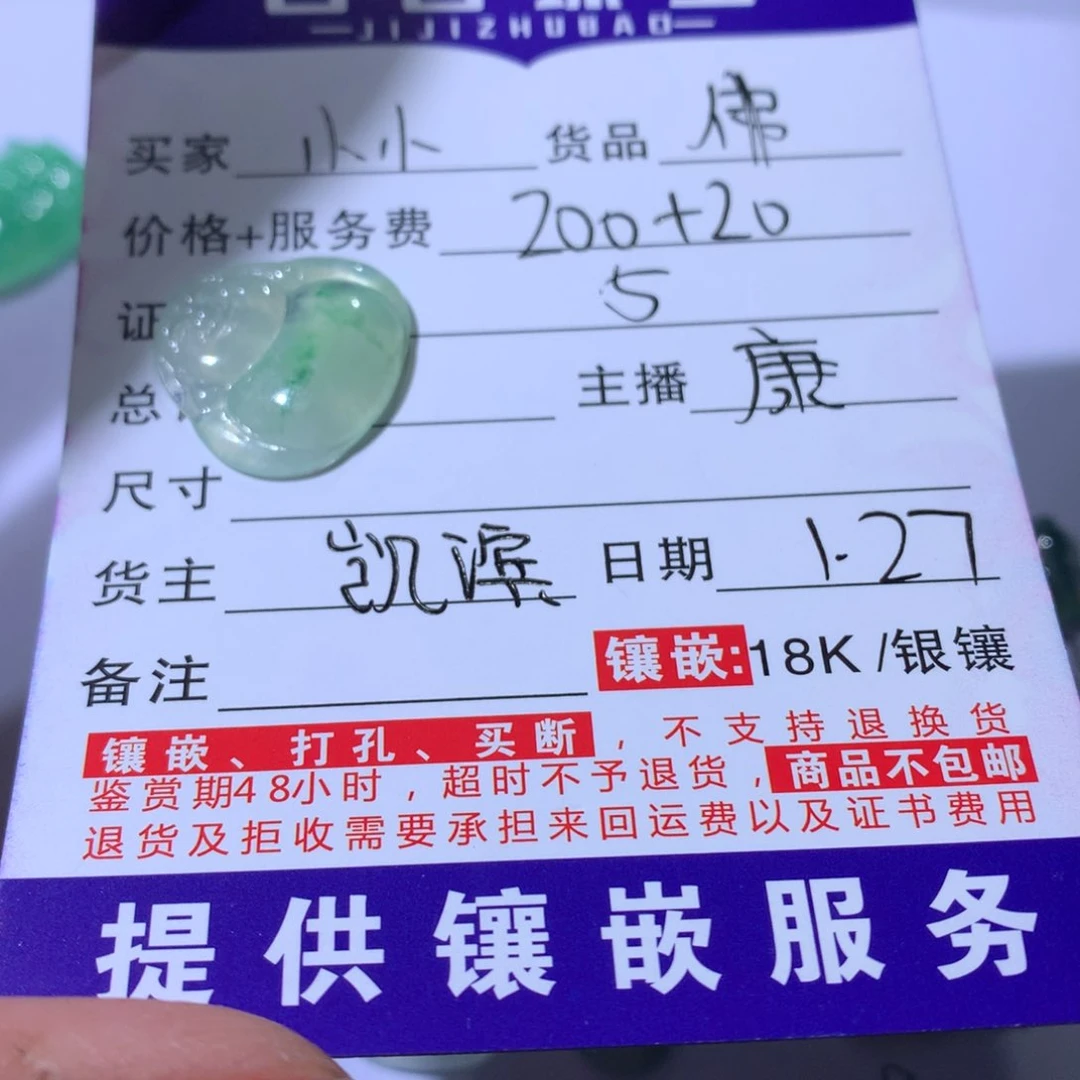 JIJIZHUBAO
买家 小小 货品 佛
价格+服务费 200+20
证 5
总 主播 康
尺寸
货主 凯滨 日期 1.27
备注 镶嵌:18K /银镶
镶嵌、打孔、买断，不支持退换货
鉴赏期48小时，超时不予退货，商品不包邮
退货及拒收需要承担来回运费以及证书费用
提供镶嵌服务